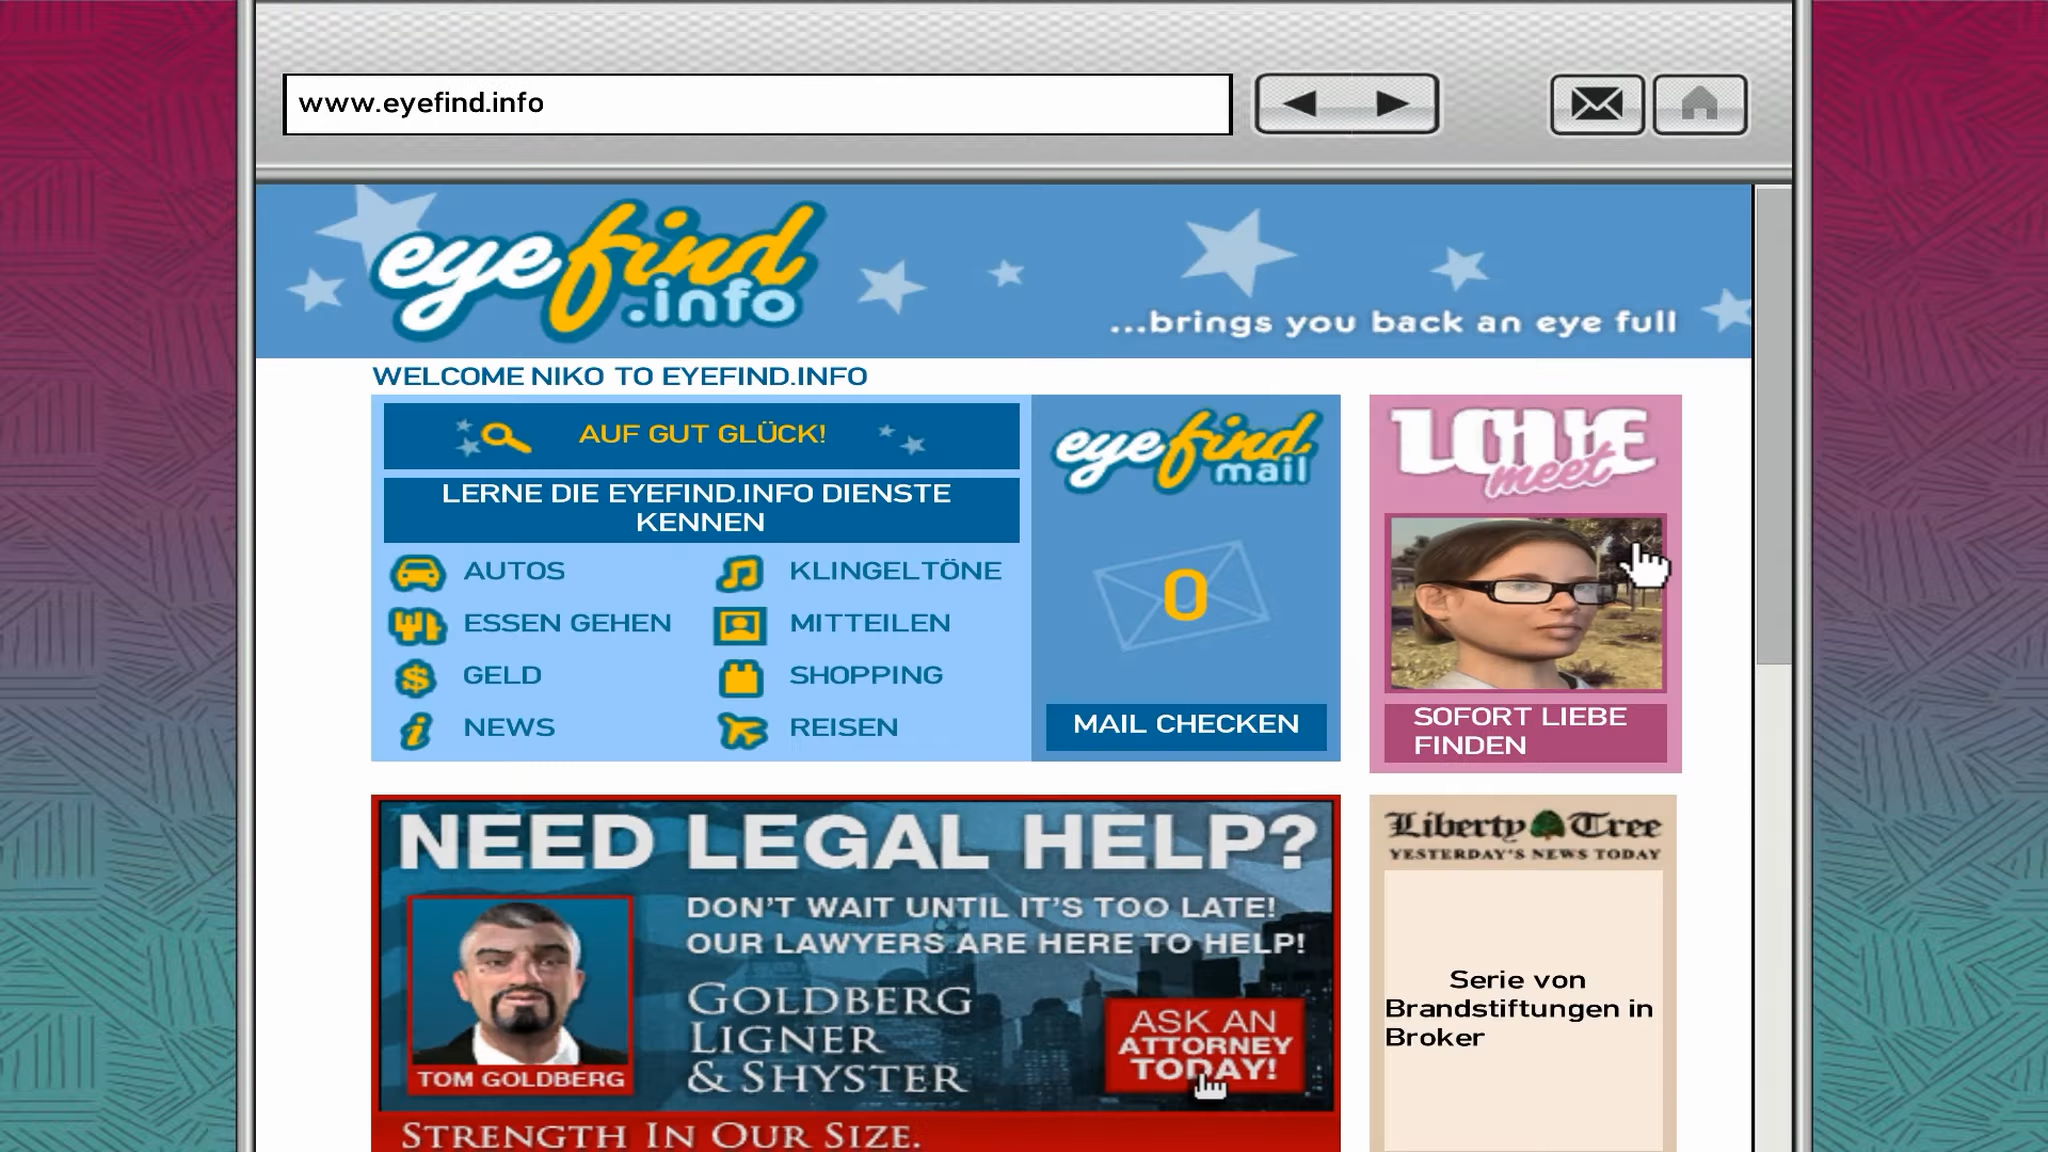 www.eyefind.info
eyefind
.info
...brings you back an eye full
WELCOME NIKO TO EYEFIND.INFO
AUF GUT GLÜCK!
LERNE DIE EYEFIND.INFO DIENSTE
KENNEN
AUTOS
KLINGELTÖNE
ESSEN GEHEN
MITTEILEN
GELD
SHOPPING
NEWS
REISEN
eyefind
mail
0
MAIL CHECKEN
LOVE
meet
SOFORT LIEBE
FINDEN
NEED LEGAL HELP?
DON'T WAIT UNTIL IT'S TOO LATE!
OUR LAWYERS ARE HERE TO HELP!
GOLDBERG
LIGNER
& SHYSTER
TOM GOLDBERG
ASK AN
ATTORNEY
TODAY!
STRENGTH IN OUR SIZE.
Liberty Tree
YESTERDAY'S NEWS TODAY
Serie von
Brandstiftungen in
Broker